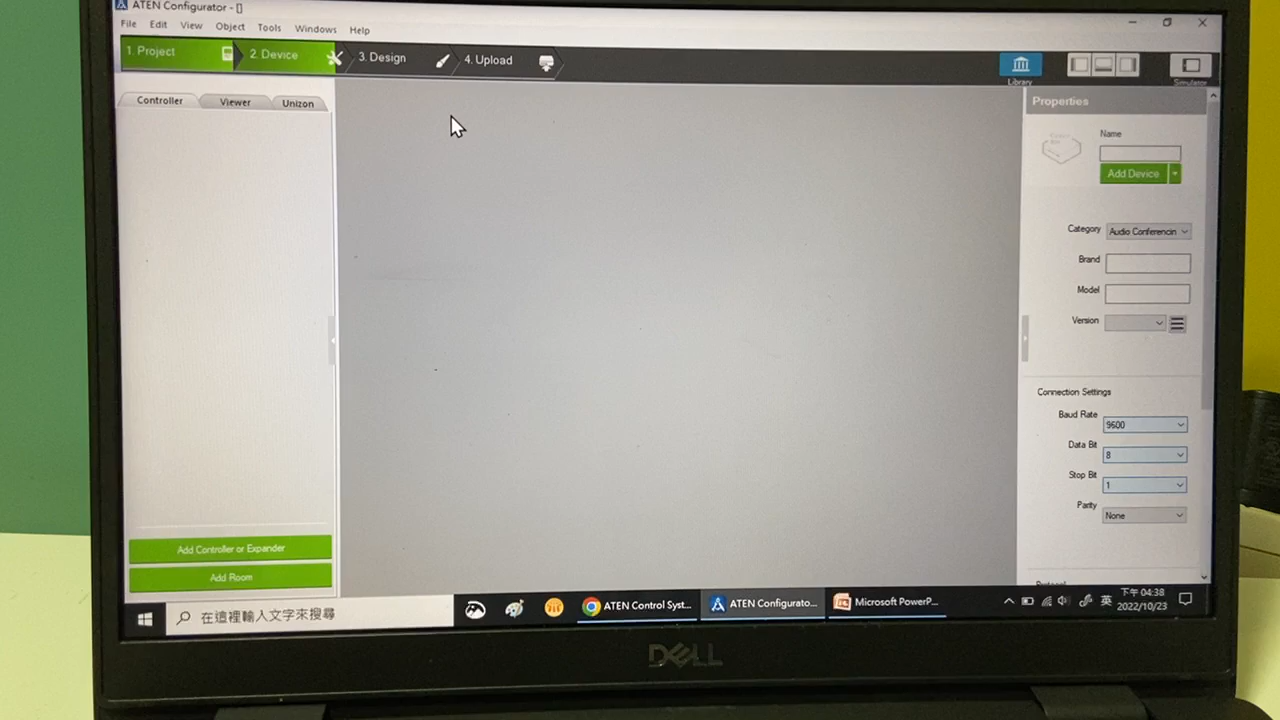 ATEN Configurator - []
File Edit View Object Tools Windows Help
1. Project 2. Device 3. Design 4. Upload
Library
Simulator
Controller Viewer Unizon
Properties
Name
Add Device
Category Audio Conferencin
Brand
Model
Version
Connection Settings
Baud Rate 9600
Data Bit 8
Stop Bit 1
Parity None
Add Controller or Expander
Add Room
Protocol
在這裡輸入文字來搜尋 ATEN Control Syst... ATEN Configurato... Microsoft PowerP... 英 下午 04:38
2022/10/23
DELL